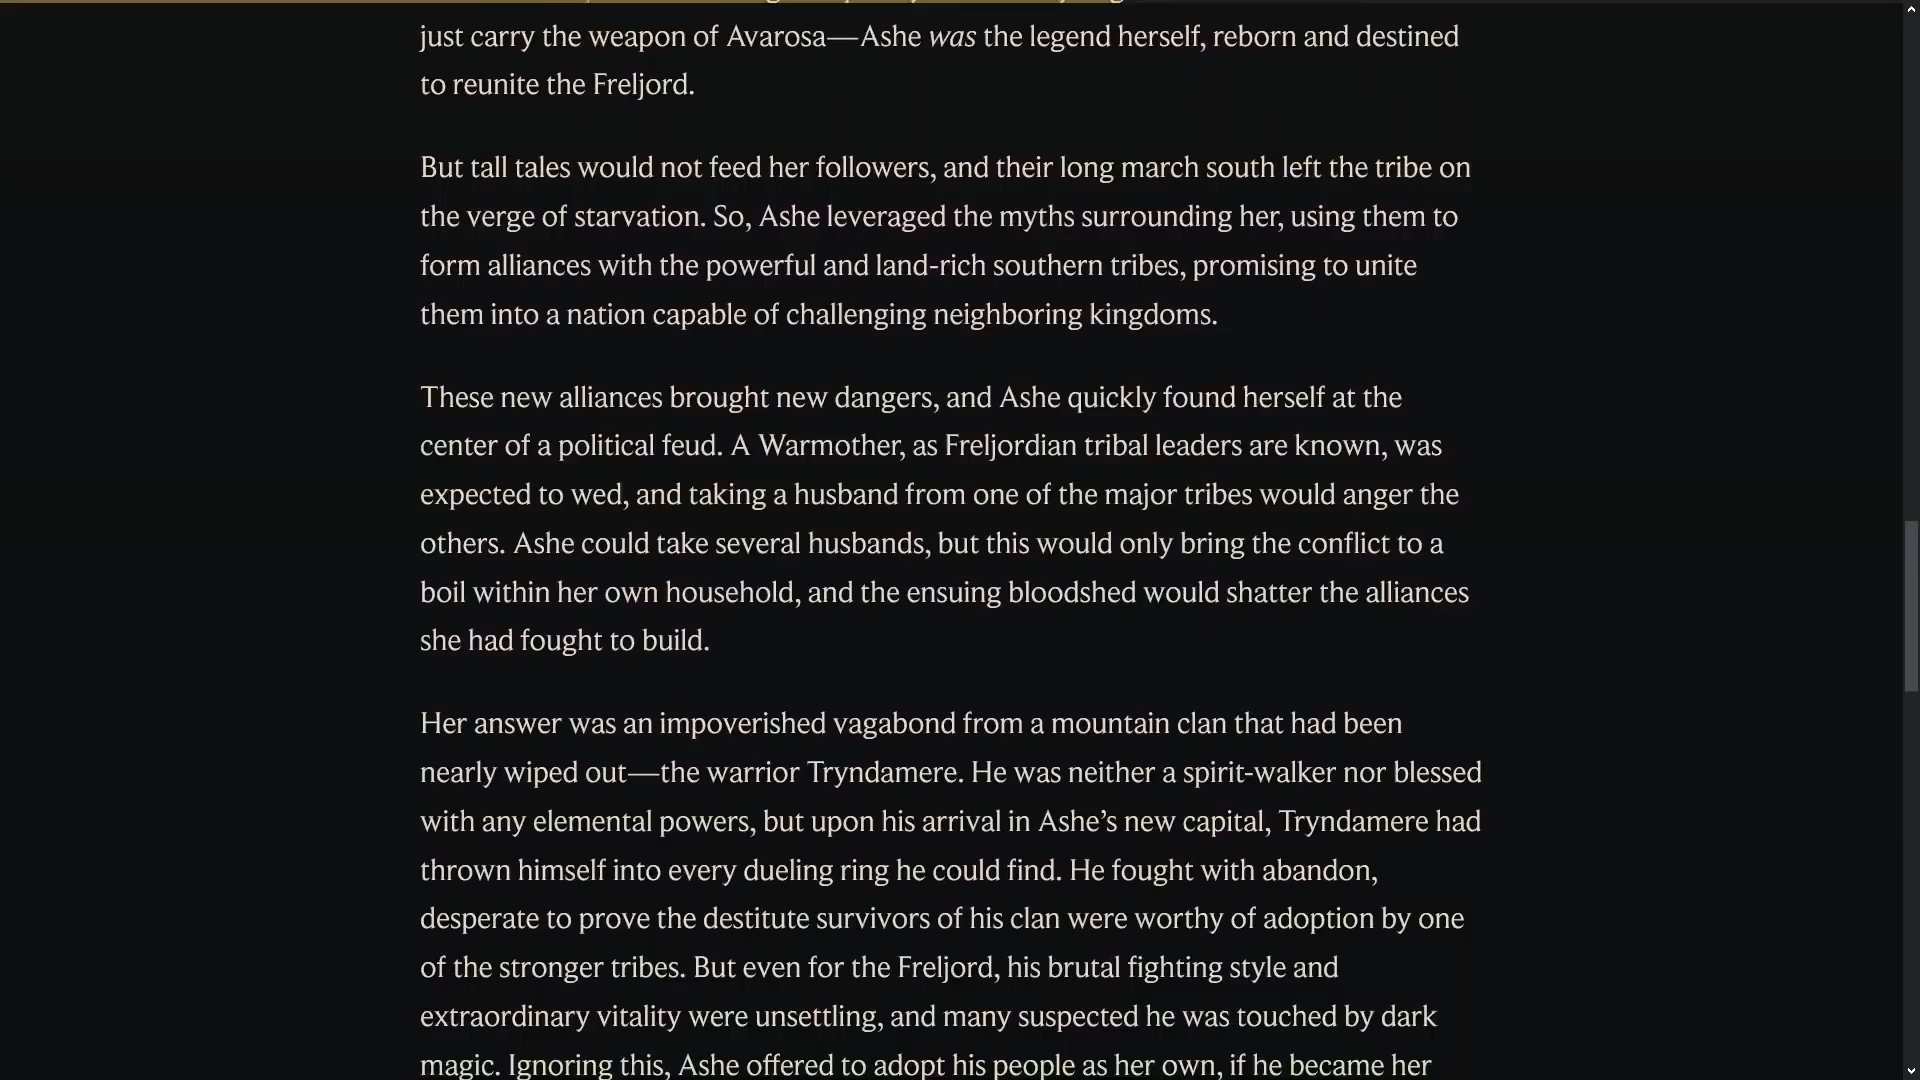 just carry the weapon of Avarosa—Ashe was the legend herself, reborn and destined
to reunite the Freljord.
But tall tales would not feed her followers, and their long march south left the tribe on
the verge of starvation. So, Ashe leveraged the myths surrounding her, using them to
form alliances with the powerful and land-rich southern tribes, promising to unite
them into a nation capable of challenging neighboring kingdoms.
These new alliances brought new dangers, and Ashe quickly found herself at the
center of a political feud. A Warmother, as Freljordian tribal leaders are known, was
expected to wed, and taking a husband from one of the major tribes would anger the
others. Ashe could take several husbands, but this would only bring the conflict to a
boil within her own household, and the ensuing bloodshed would shatter the alliances
she had fought to build.
Her answer was an impoverished vagabond from a mountain clan that had been
nearly wiped out—the warrior Tryndamere. He was neither a spirit-walker nor blessed
with any elemental powers, but upon his arrival in Ashe’s new capital, Tryndamere had
thrown himself into every dueling ring he could find. He fought with abandon,
desperate to prove the destitute survivors of his clan were worthy of adoption by one
of the stronger tribes. But even for the Freljord, his brutal fighting style and
extraordinary vitality were unsettling, and many suspected he was touched by dark
magic. Ignoring this, Ashe offered to adopt his people as her own, if he became her